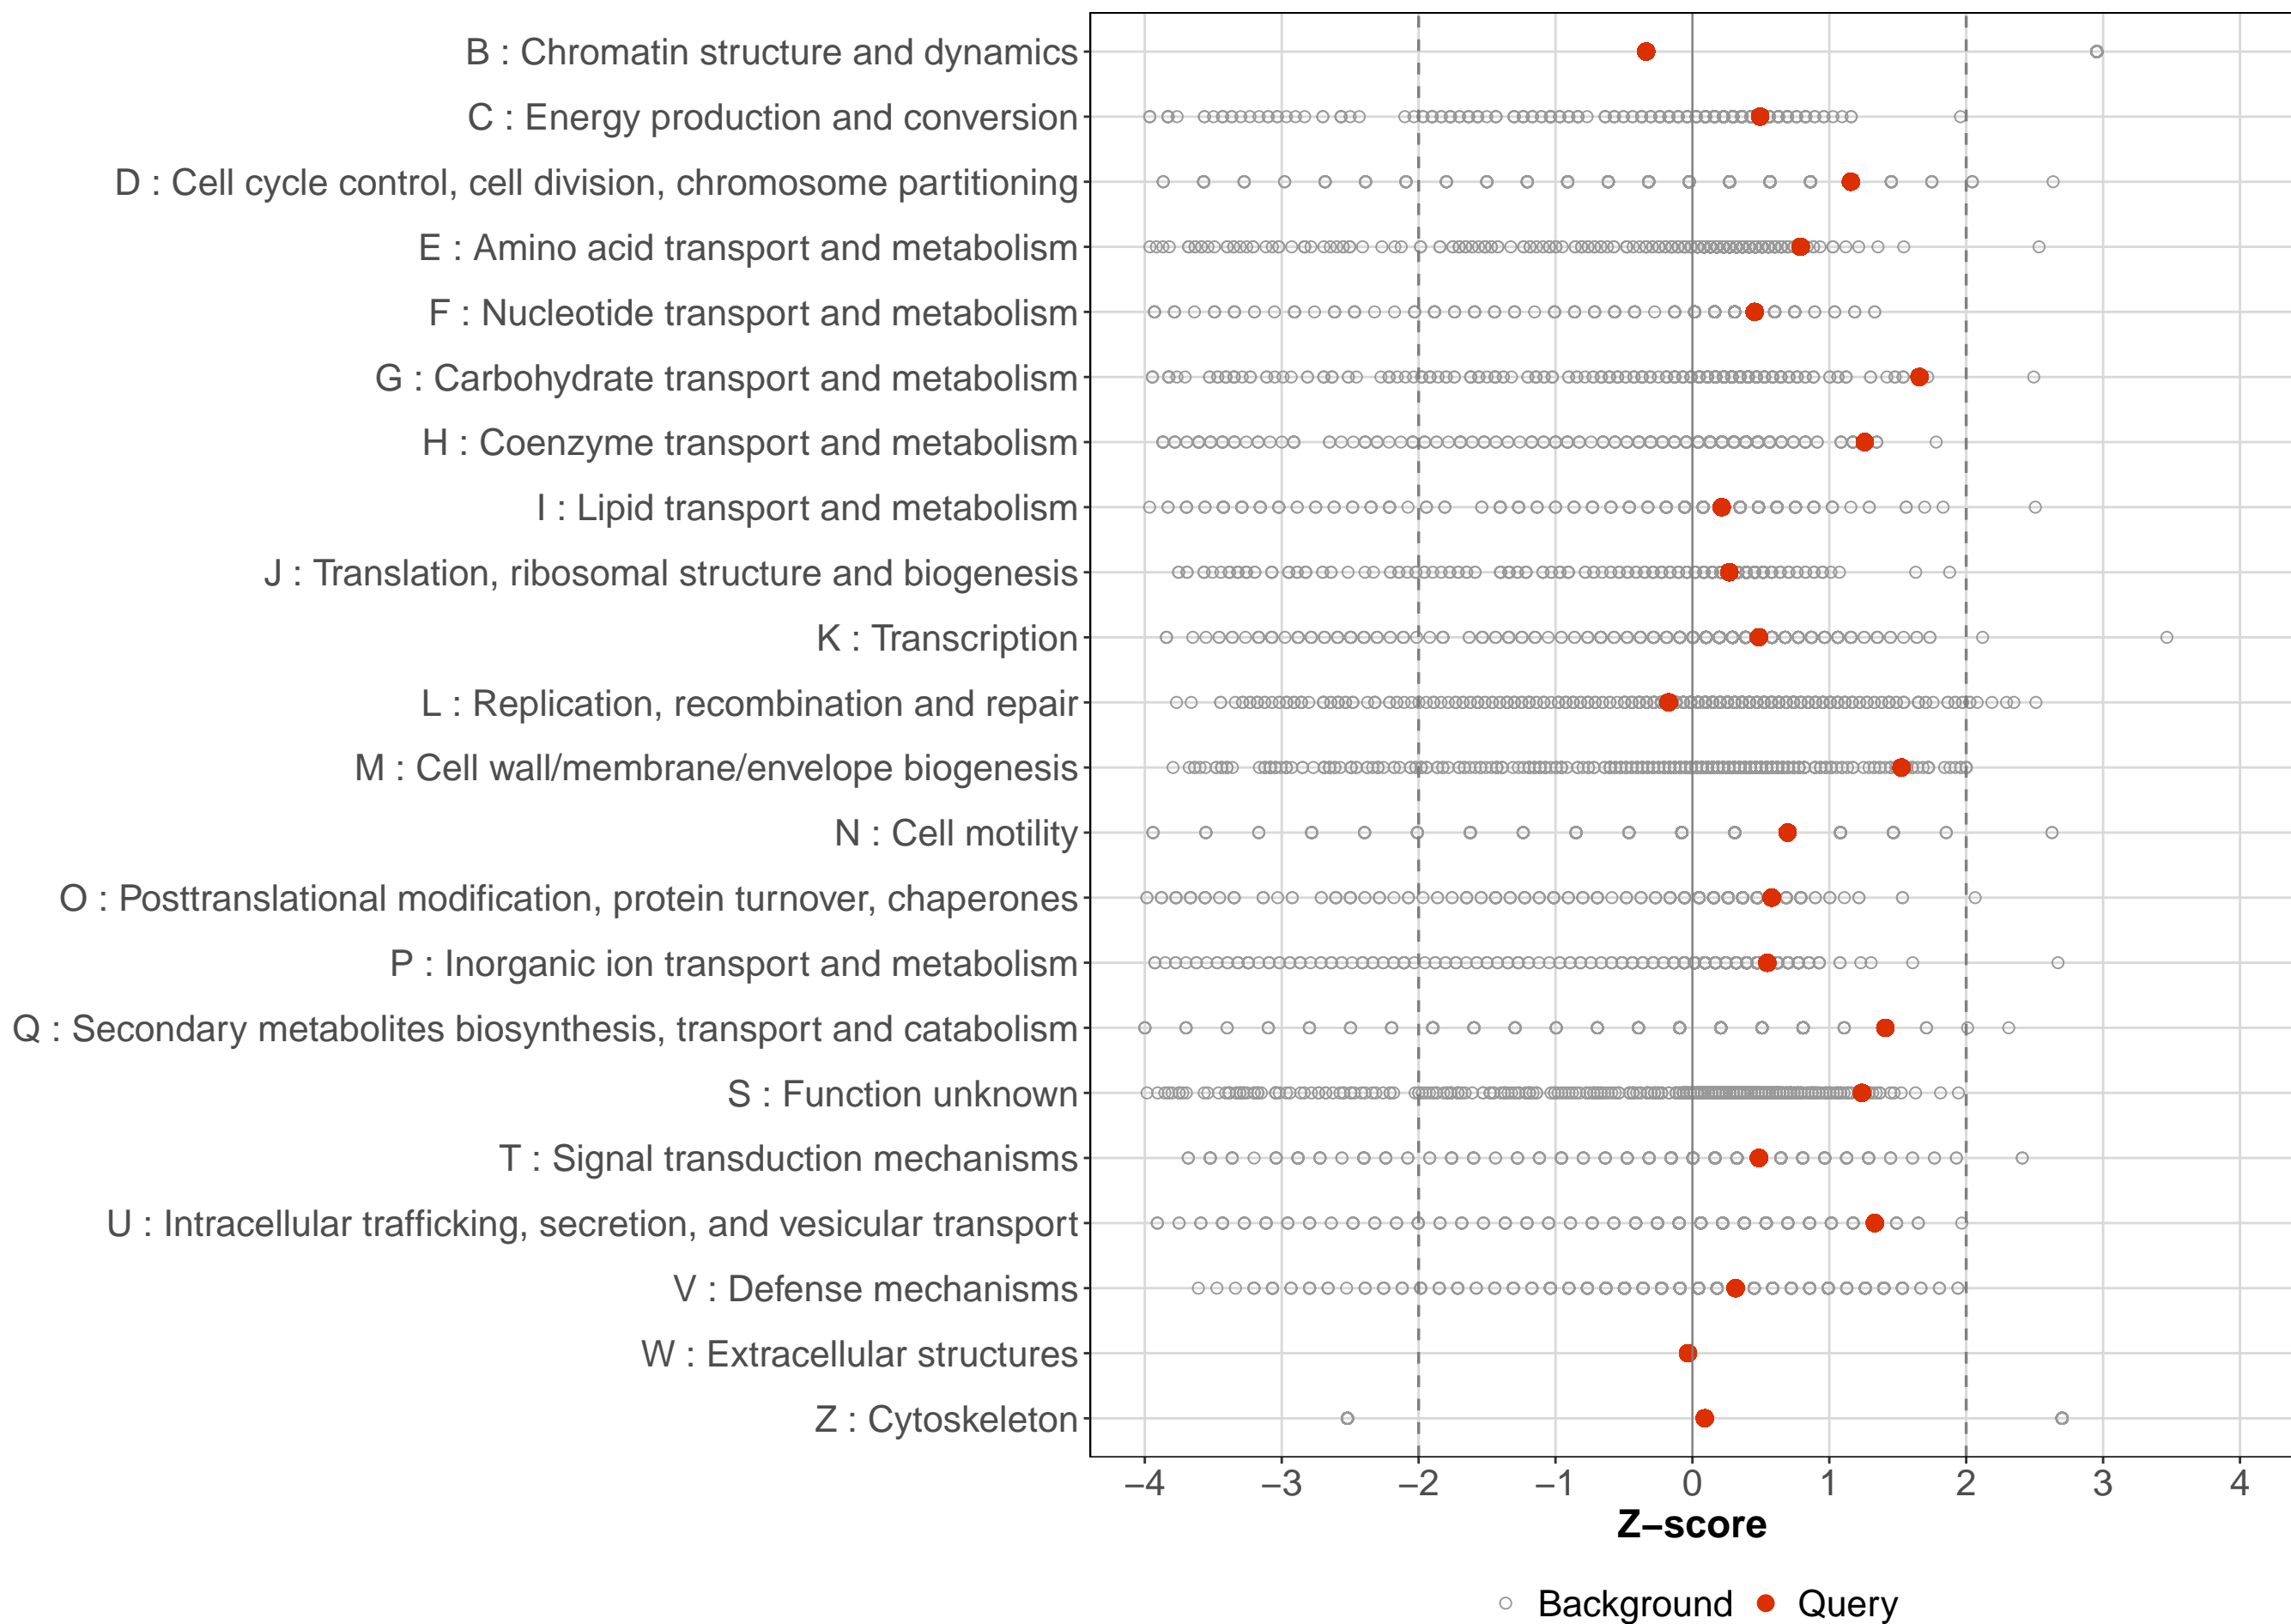 B : Chromatin structure and dynamics
C : Energy production and conversion
D : Cell cycle control, cell division, chromosome partitioning
E : Amino acid transport and metabolism
F : Nucleotide transport and metabolism
G : Carbohydrate transport and metabolism
H : Coenzyme transport and metabolism
I : Lipid transport and metabolism
J : Translation, ribosomal structure and biogenesis
K : Transcription
L : Replication, recombination and repair
M : Cell wall/membrane/envelope biogenesis
N : Cell motility
O : Posttranslational modification, protein turnover, chaperones
P : Inorganic ion transport and metabolism
Q : Secondary metabolites biosynthesis, transport and catabolism
S : Function unknown
T : Signal transduction mechanisms
U : Intracellular trafficking, secretion, and vesicular transport
V : Defense mechanisms
W : Extracellular structures
Z : Cytoskeleton
−4 −3 −2 −1 0 1 2 3 4
Z−score
Background Query